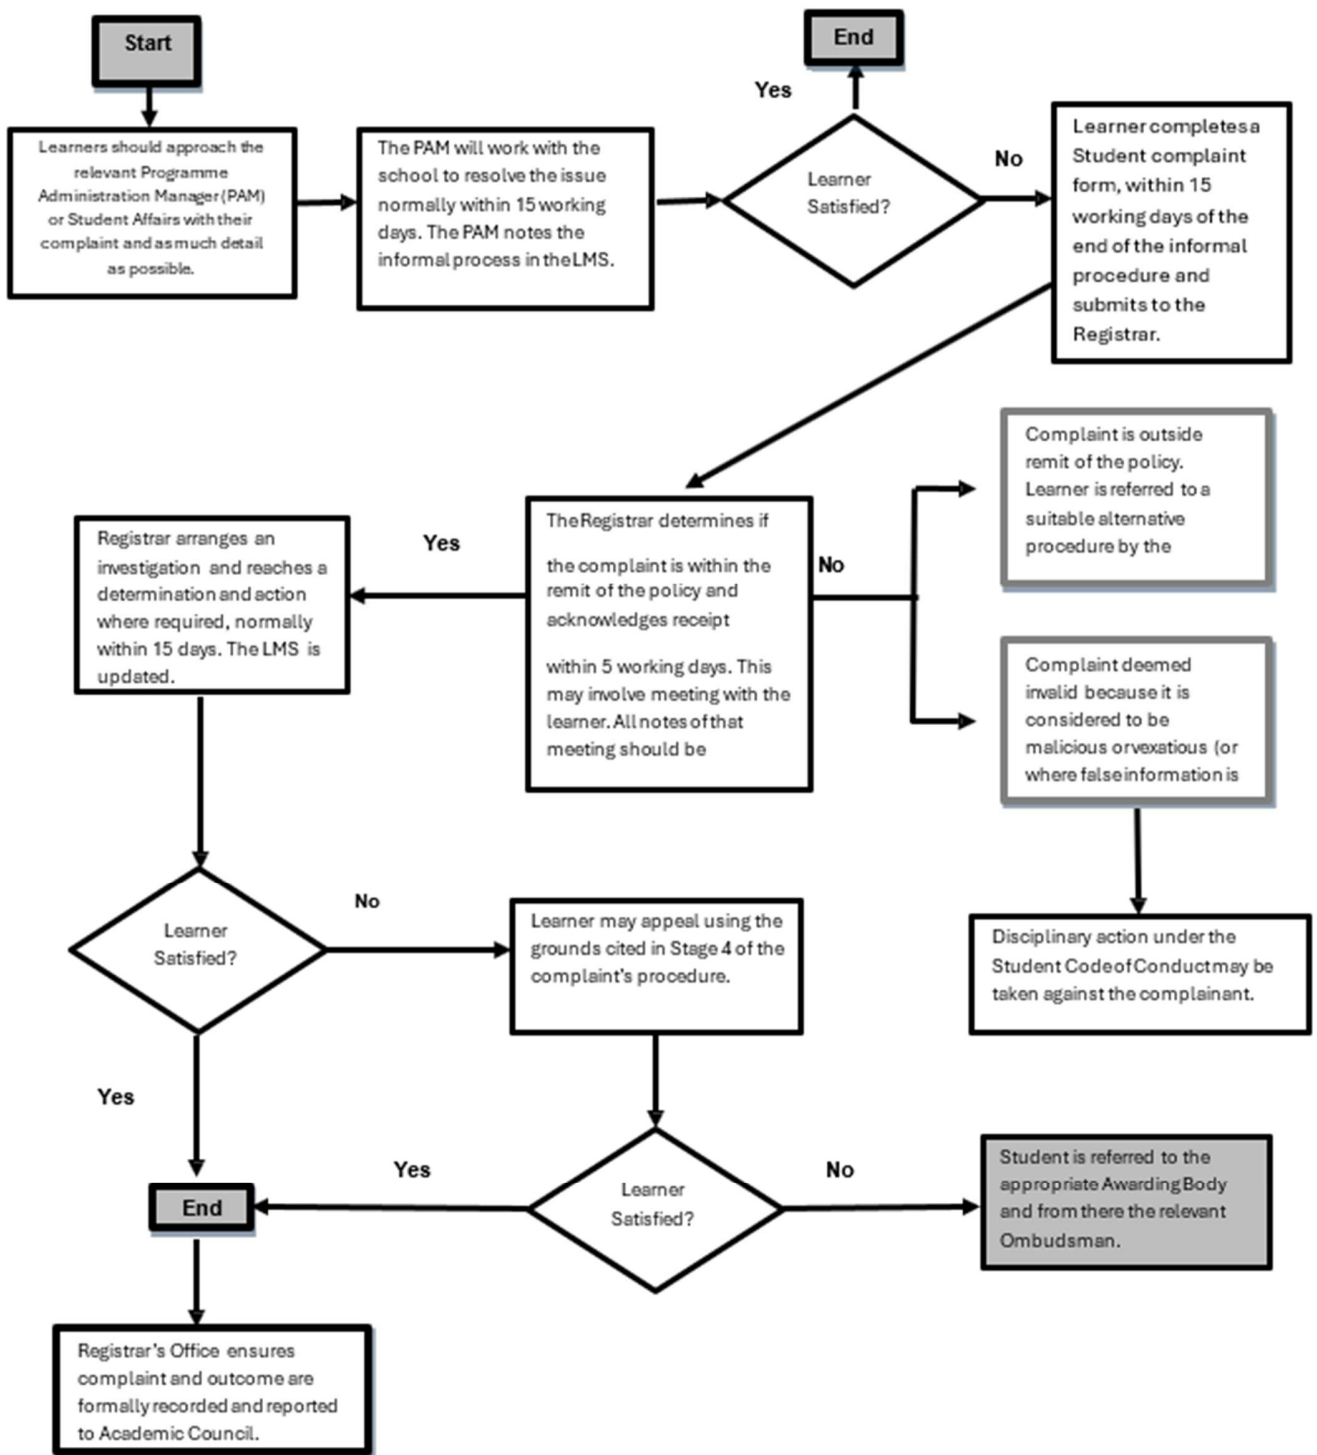 Start
Learners should approach the
relevant Programme
Administration Manager (PAM)
or Student Affairs with their
complaint and as much detail
as possible.
The PAM will work with the
school to resolve the issue
normally within 15 working
days. The PAM notes the
informal process in the LMS.
Learner
Satisfied?
Yes
End
No
Learner completes a
Student complaint
form, within 15
working days of the
end of the informal
procedure and
submits to the
Registrar.
The Registrar determines if
the complaint is within the
remit of the policy and
acknowledges receipt
within 5 working days. This
may involve meeting with the
learner. All notes of that
meeting should be
No
Complaint is outside
remit of the policy.
Learner is referred to a
suitable alternative
procedure by the
Complaint deemed
invalid because it is
considered to be
malicious or vexatious (or
where false information is
Disciplinary action under the
Student Code of Conduct may be
taken against the complainant.
Yes
Registrar arranges an
investigation and reaches a
determination and action
where required, normally
within 15 days. The LMS is
updated.
Learner
Satisfied?
No
Learner may appeal using the
grounds cited in Stage 4 of the
complaint's procedure.
Yes
Learner
Satisfied?
Yes
No
Student is referred to the
appropriate Awarding Body
and from there the relevant
Ombudsman.
End
Registrar's Office ensures
complaint and outcome are
formally recorded and reported
to Academic Council.